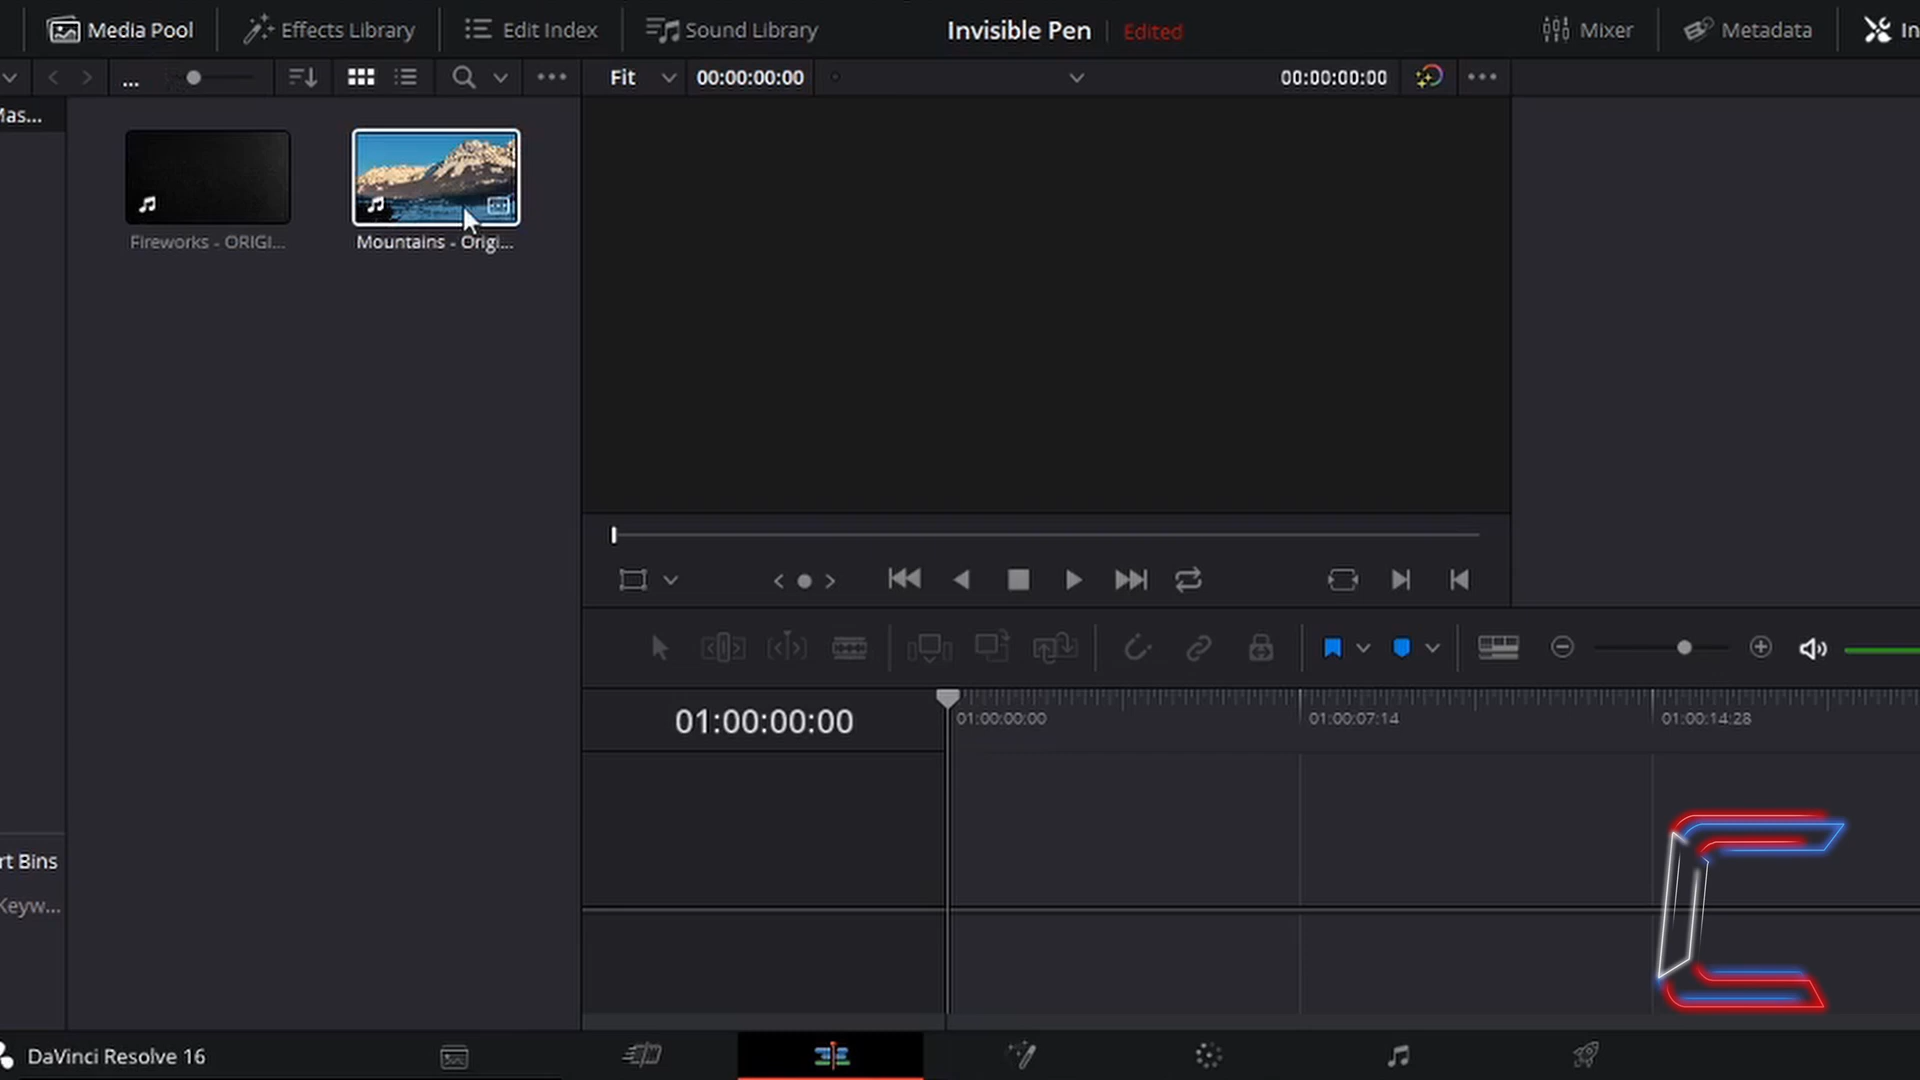 Media Pool
Effects Library
Edit Index
Sound Library
Invisible Pen
Edited
Mixer
Metadata
In
...
Fit
00:00:00:00
00:00:00:00
Mas...
Fireworks - ORIGI...
Mountains - Origi...
01:00:00:00
01:00:00:00
01:00:07:14
01:00:14:28
rt Bins
Keyw...
DaVinci Resolve 16